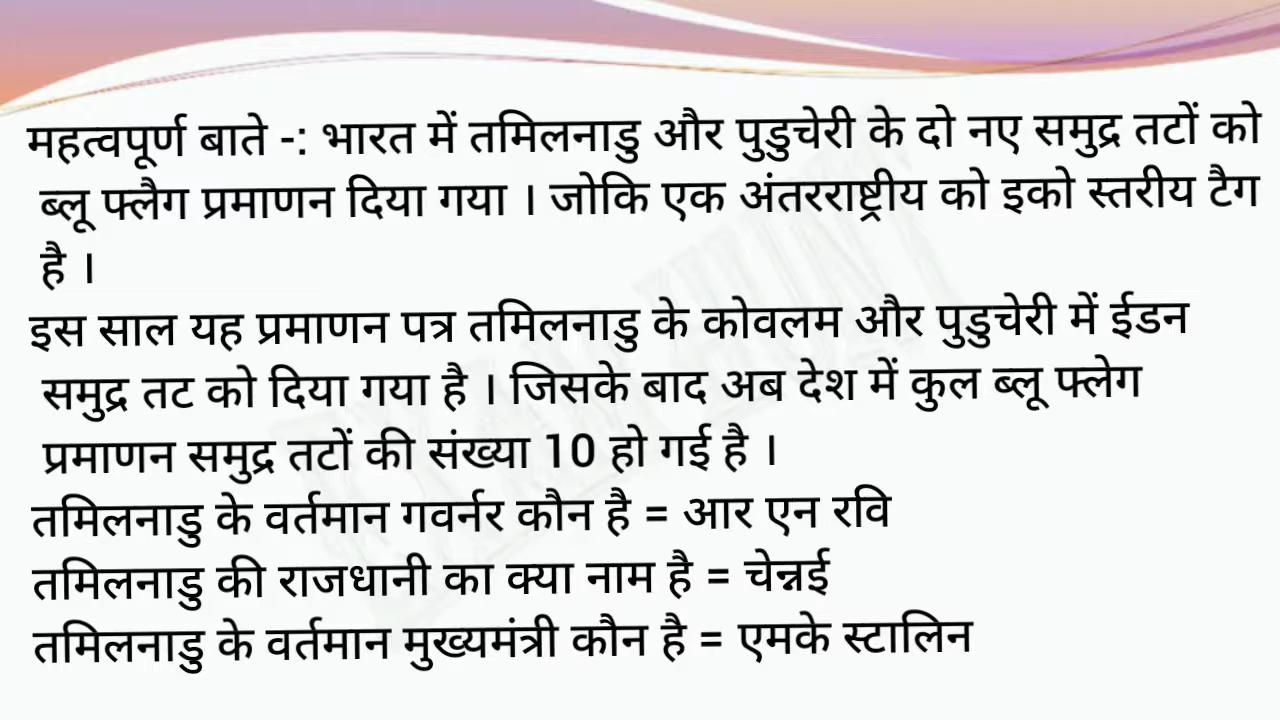 महत्वपूर्ण बाते -: भारत में तमिलनाडु और पुडुचेरी के दो नए समुद्र तटों को
ब्लू फ्लैग प्रमाणन दिया गया । जोकि एक अंतरराष्ट्रीय को इको स्तरीय टैग
है ।
इस साल यह प्रमाणन पत्र तमिलनाडु के कोवलम और पुडुचेरी में ईडन
समुद्र तट को दिया गया है । जिसके बाद अब देश में कुल ब्लू फ्लेग
प्रमाणन समुद्र तटों की संख्या 10 हो गई है ।
तमिलनाडु के वर्तमान गवर्नर कौन है = आर एन रवि
तमिलनाडु की राजधानी का क्या नाम है = चेन्नई
तमिलनाडु के वर्तमान मुख्यमंत्री कौन है = एमके स्टालिन